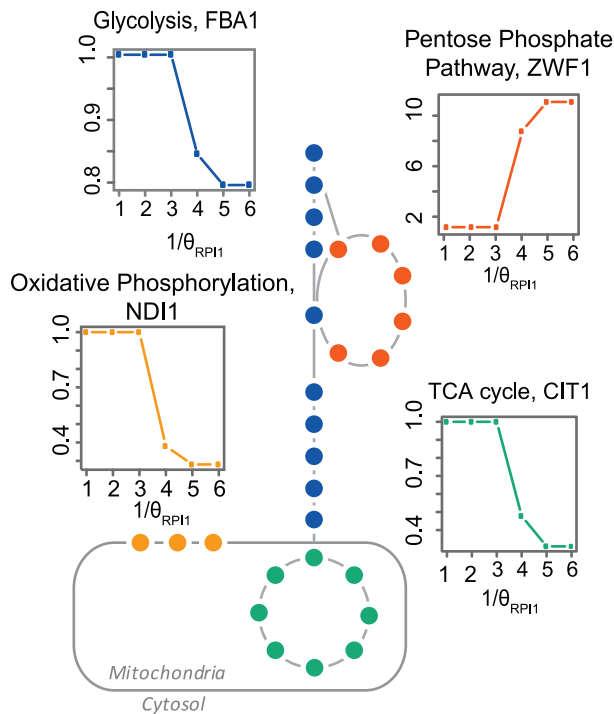 Glycolysis, FBA1
1.0
0.9
0.8
1 2 3 4 5 6
1/θRPI1
Pentose Phosphate
Pathway, ZWF1
10
6
2
1 2 3 4 5 6
1/θRPI1
Oxidative Phosphorylation,
NDI1
1.0
0.7
0.4
1 2 3 4 5 6
1/θRPI1
TCA cycle, CIT1
1.0
0.7
0.4
1 2 3 4 5 6
1/θRPI1
Mitochondria
Cytosol